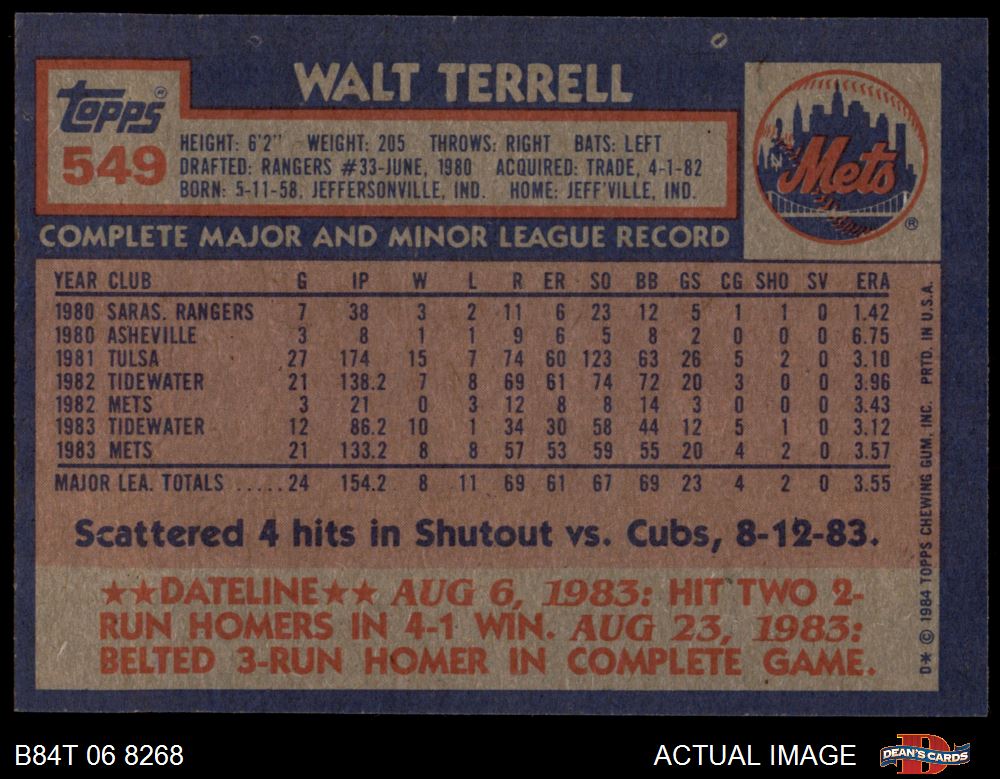 WALT TERRELL
Topps®
549
HEIGHT: 6'2" WEIGHT: 205 THROWS: RIGHT BATS: LEFT
DRAFTED: RANGERS #33-JUNE, 1980 ACQUIRED: TRADE, 4-1-82
BORN: 5-11-58, JEFFERSONVILLE, IND. HOME: JEFF'VILLE, IND.
Mets
®
COMPLETE MAJOR AND MINOR LEAGUE RECORD
YEAR CLUB G IP W L R ER SO BB GS CG SHO SV ERA
1980 SARAS. RANGERS 7 38 3 2 11 6 23 12 5 1 1 0 1.42
1980 ASHEVILLE 3 8 1 1 9 6 5 8 2 0 0 0 6.75
1981 TULSA 27 174 15 7 74 60 123 63 26 5 2 0 3.10
1982 TIDEWATER 21 138.2 7 8 69 61 74 72 20 3 0 0 3.96
1982 METS 3 21 0 3 12 8 8 14 3 0 0 0 3.43
1983 TIDEWATER 12 86.2 10 1 34 30 58 44 12 5 1 0 3.12
1983 METS 21 133.2 8 8 57 53 59 55 20 4 2 0 3.57
MAJOR LEA. TOTALS .....24 154.2 8 11 69 61 67 69 23 4 2 0 3.55
Scattered 4 hits in Shutout vs. Cubs, 8-12-83.
★★DATELINE★★ AUG 6, 1983: HIT TWO 2-
RUN HOMERS IN 4-1 WIN. AUG 23, 1983:
BELTED 3-RUN HOMER IN COMPLETE GAME.
D* © 1984 TOPPS CHEWING GUM, INC. PRTD. IN U.S.A.
B84T 06 8268
ACTUAL IMAGE
DEAN'S CARDS